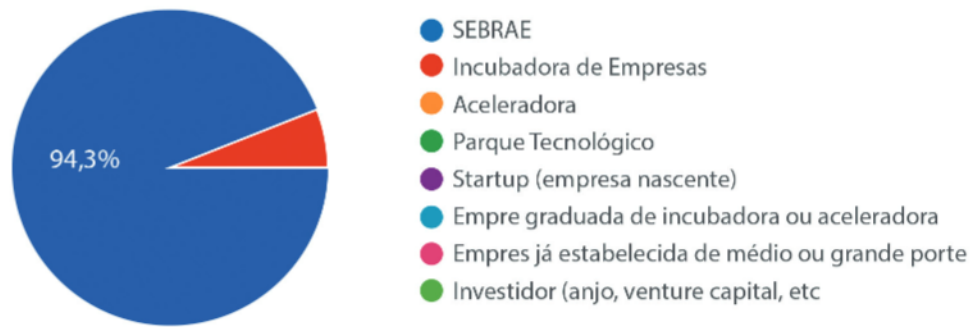 94,3%
SEBRAE
Incubadora de Empresas
Aceleradora
Parque Tecnológico
Startup (empresa nascente)
Empre graduada de incubadora ou aceleradora
Empres já estabelecida de médio ou grande porte
Investidor (anjo, venture capital, etc